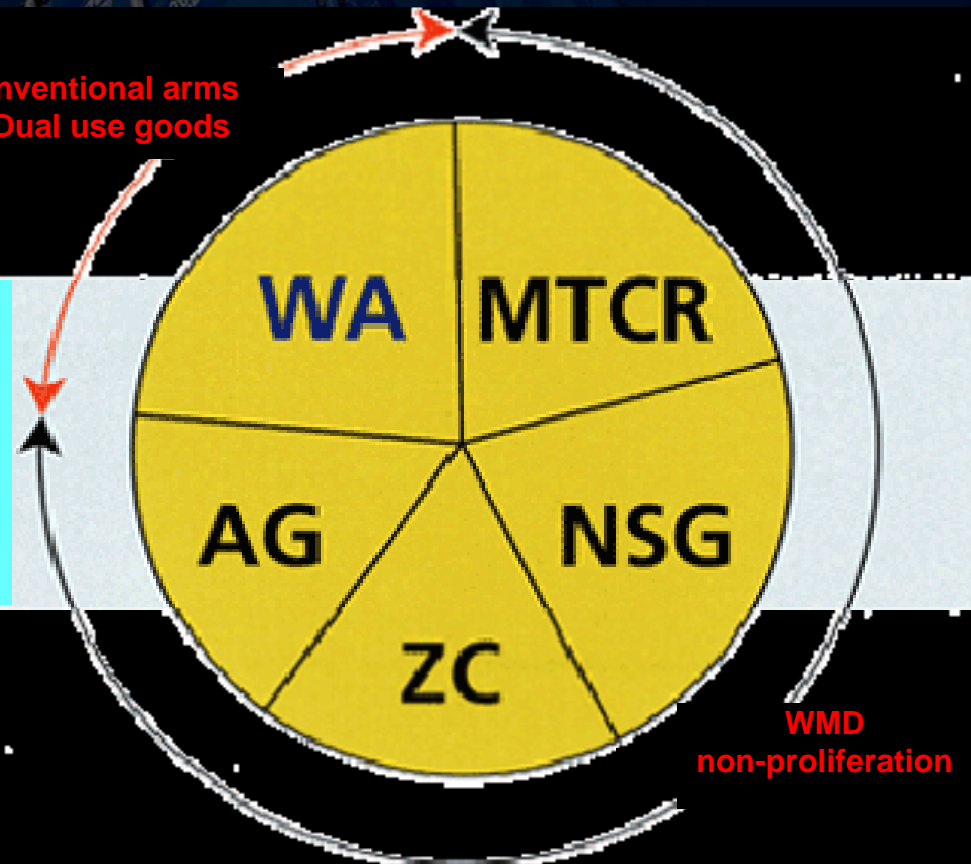 nventional arms
Dual use goods
WA MTCR
AG NSG
ZC
WMD
non-proliferation